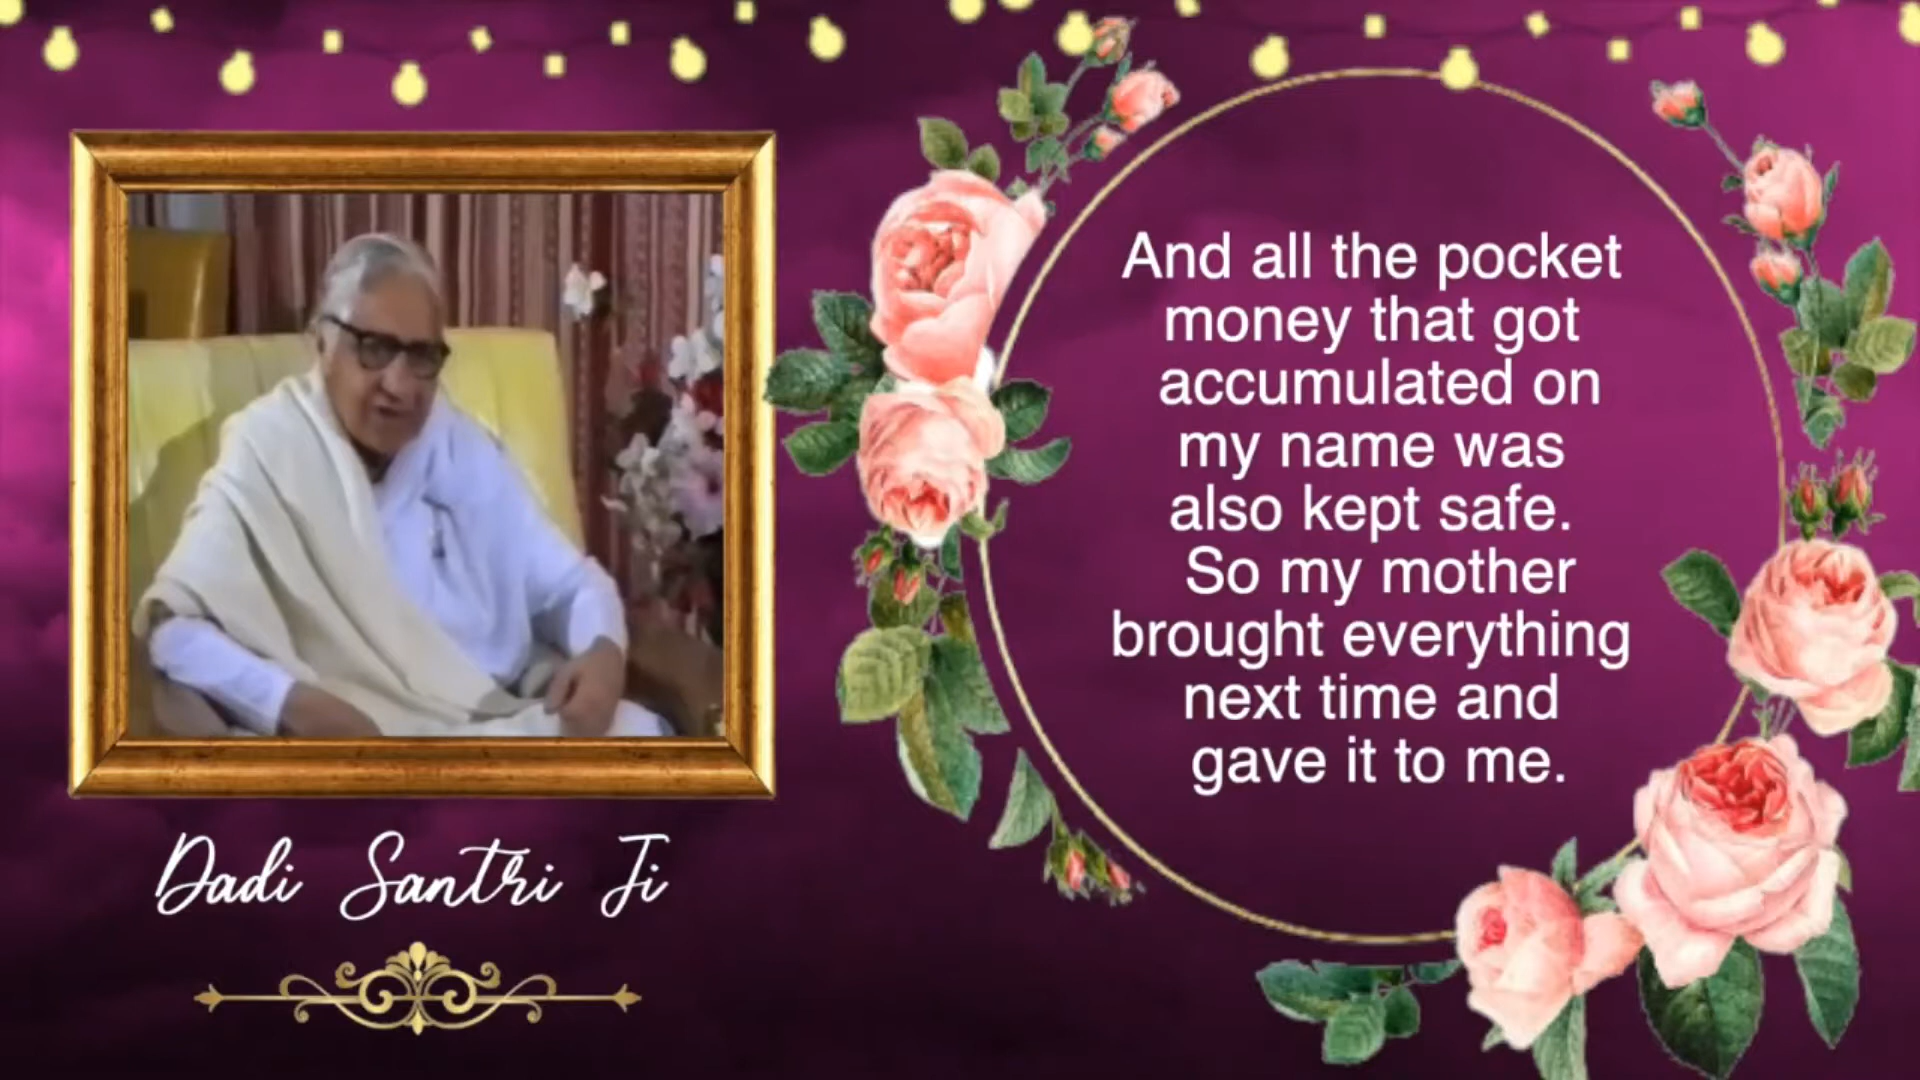 And all the pocket
money that got
accumulated on
my name was
also kept safe.
So my mother
brought everything
next time and
gave it to me.
Dadi Santri Ji